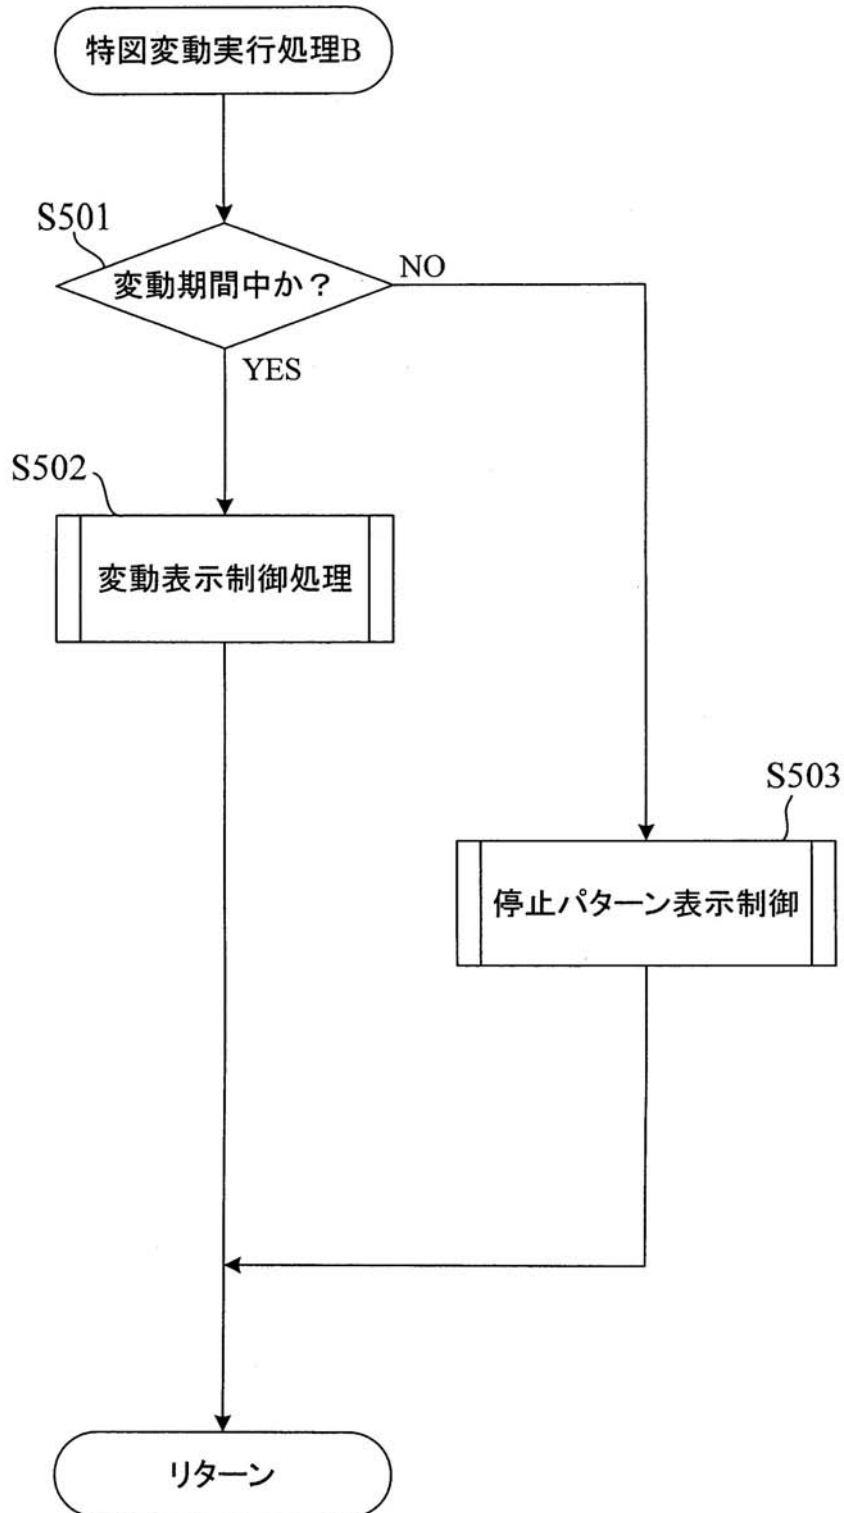 特図変動実行処理B
S501
変動期間中か？
NO
YES
S502
変動表示制御処理
S503
停止パターン表示制御
リターン